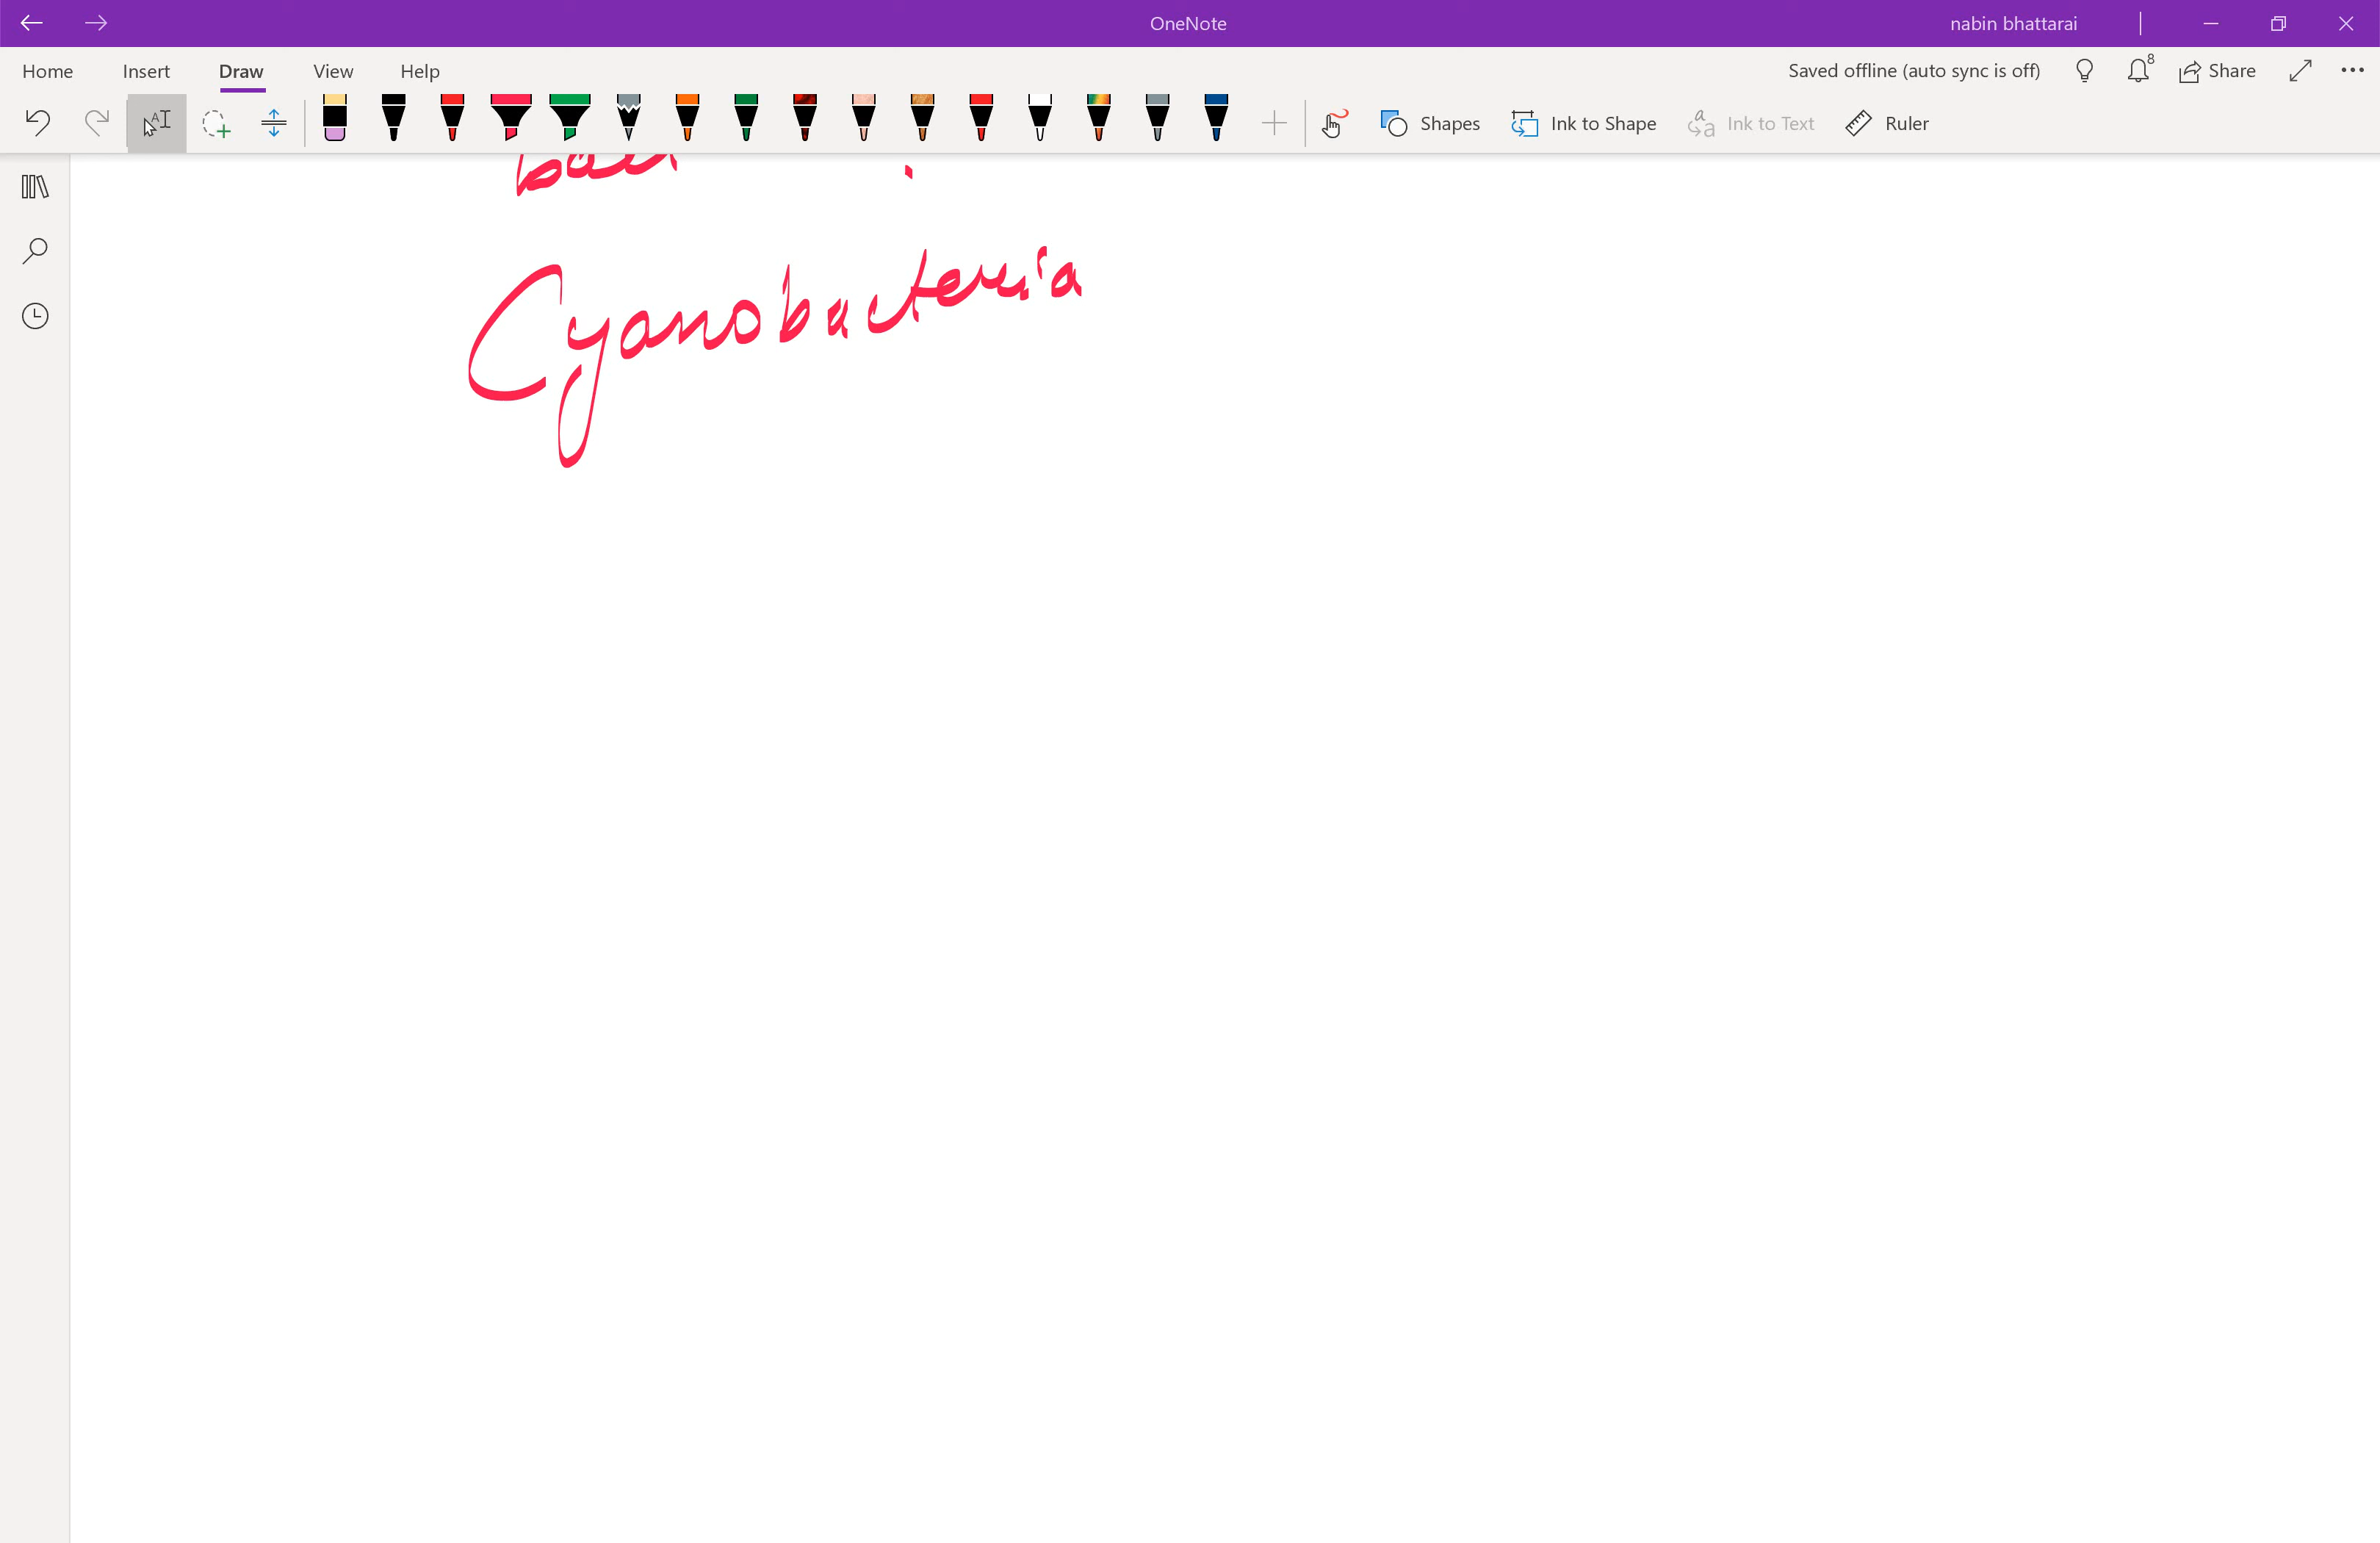 OneNote
nabin bhattarai
Home Insert Draw View Help
Saved offline (auto sync is off)
8
Share
Shapes
Ink to Shape
Ink to Text
Ruler
Cyanobacteria